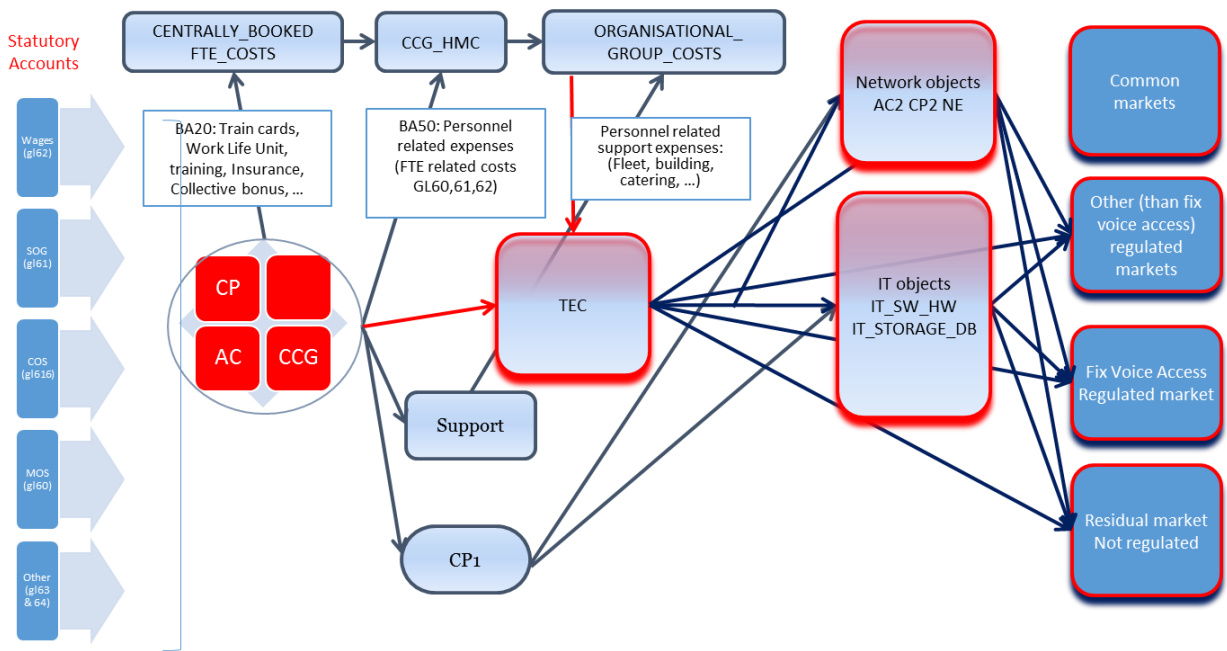 Statutory
Accounts
CENTRALLY_BOOKED
FTE_COSTS
CCG_HMC
ORGANISATIONAL_
GROUP_COSTS
Wages
(gl62)
SOG
(gl61)
COS
(gl616)
MOS
(gl60)
Other
(gl63
& 64)
BA20: Train cards,
Work Life Unit,
training, Insurance,
Collective bonus, ...
BA50: Personnel
related expenses
(FTE related costs
GL60,61,62)
Personnel related
support expenses:
(Fleet, building,
catering, ...)
CP
AC
CCG
TEC
Support
CP1
Network objects
AC2 CP2 NE
IT objects
IT_SW_HW
IT_STORAGE_DB
Common
markets
Other (than fix
voice access)
regulated
markets
Fix Voice Access
Regulated market
Residual market
Not regulated